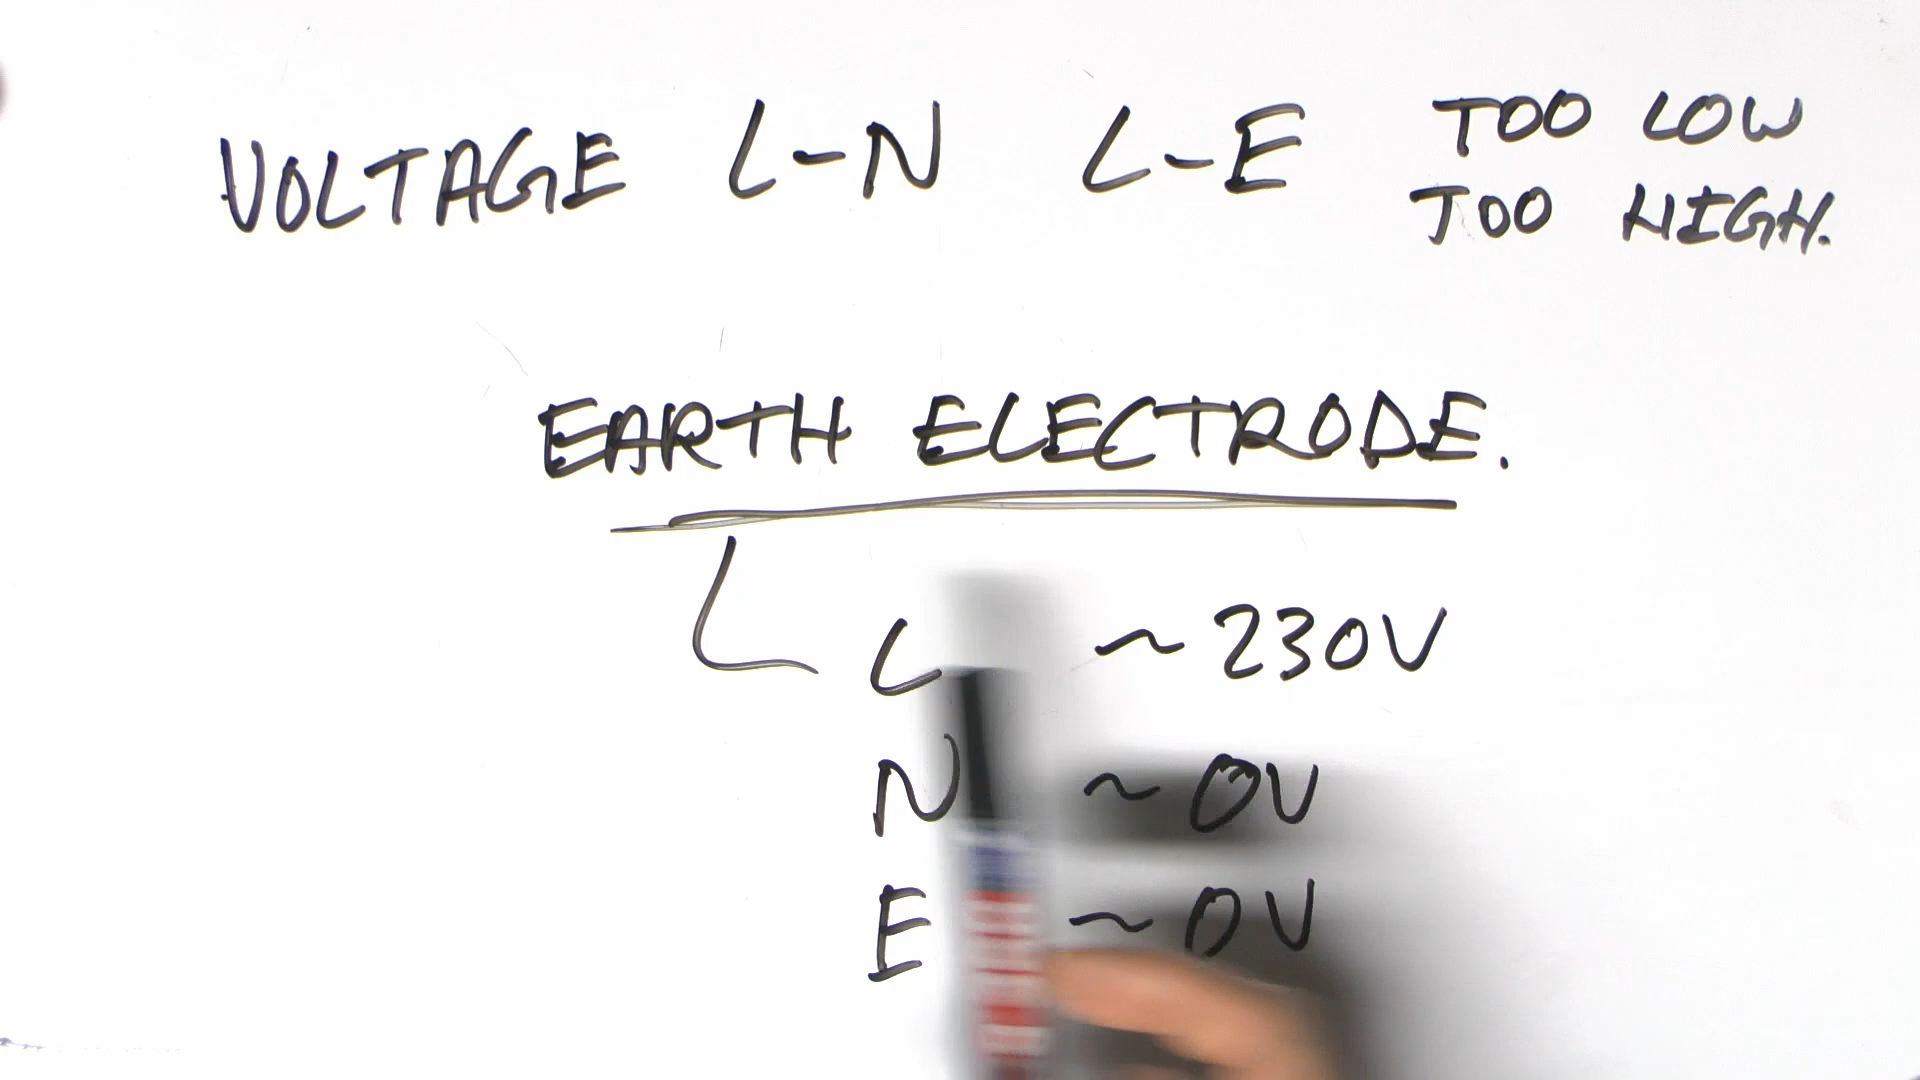 VOLTAGE L-N L-E TOO LOW
TOO HIGH.
EARTH ELECTRODE.
L ~ 230V
N ~ 0V
E ~ 0V